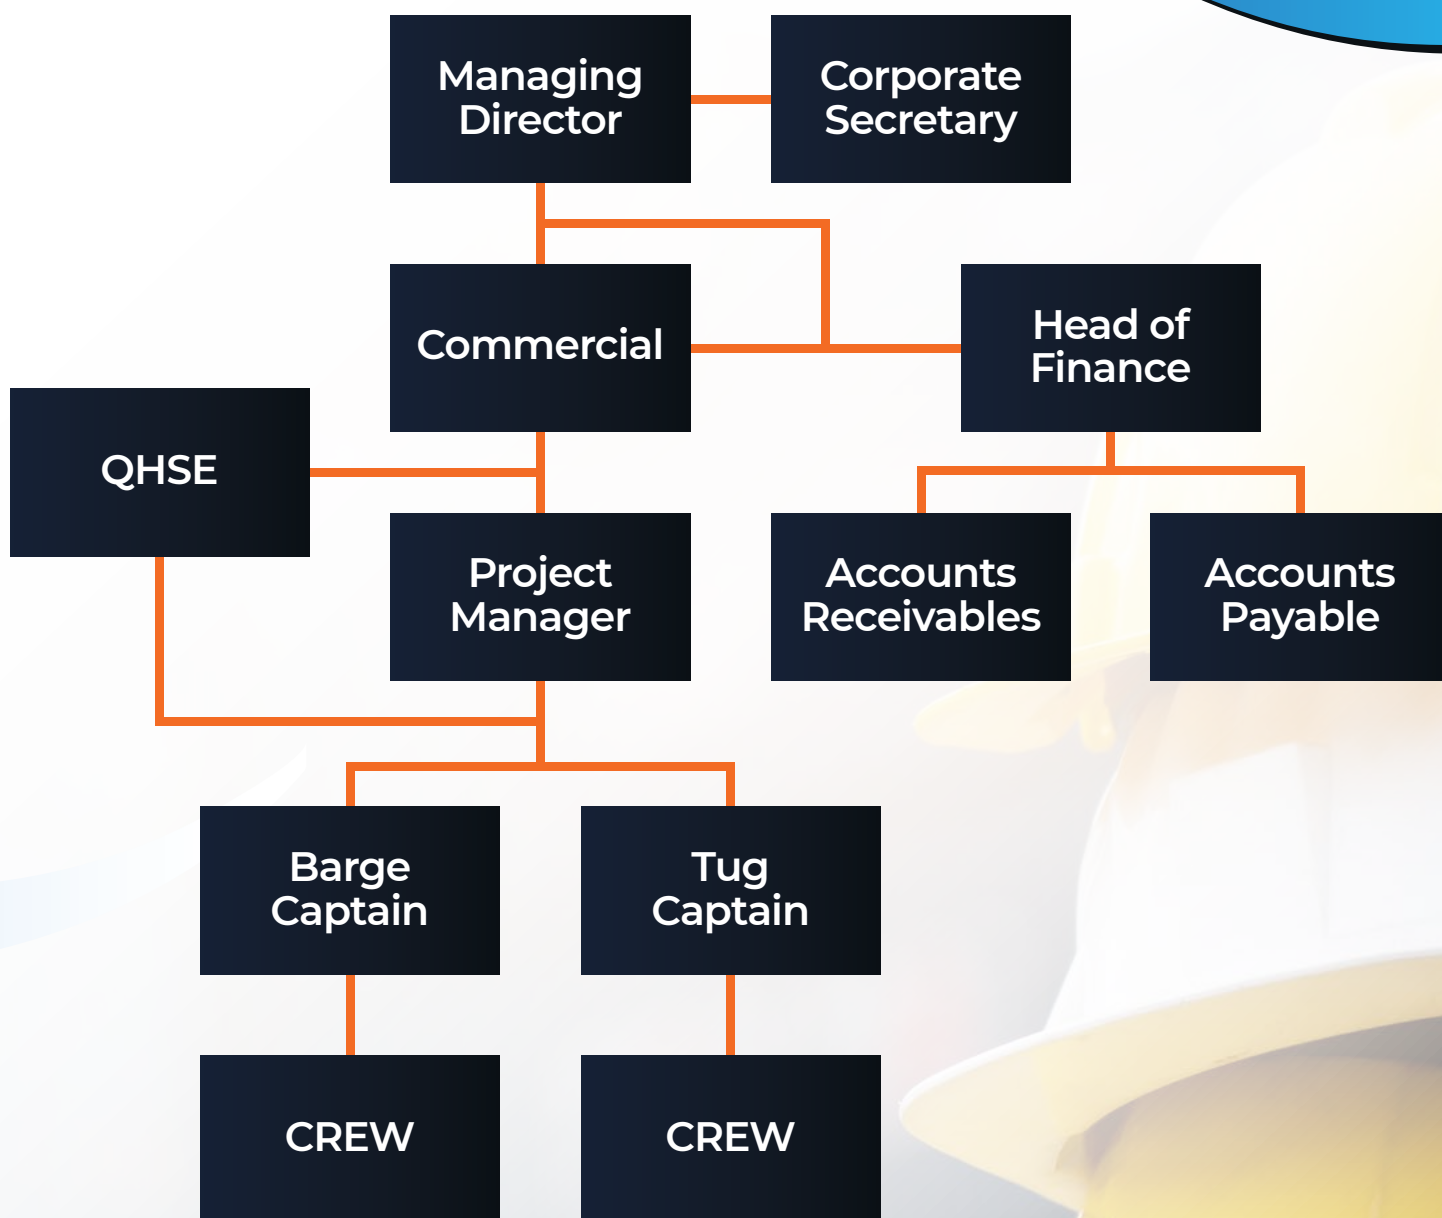 Managing
Director
Corporate
Secretary
Commercial
Head of
Finance
QHSE
Project
Manager
Accounts
Receivables
Accounts
Payable
Barge
Captain
Tug
Captain
CREW
CREW